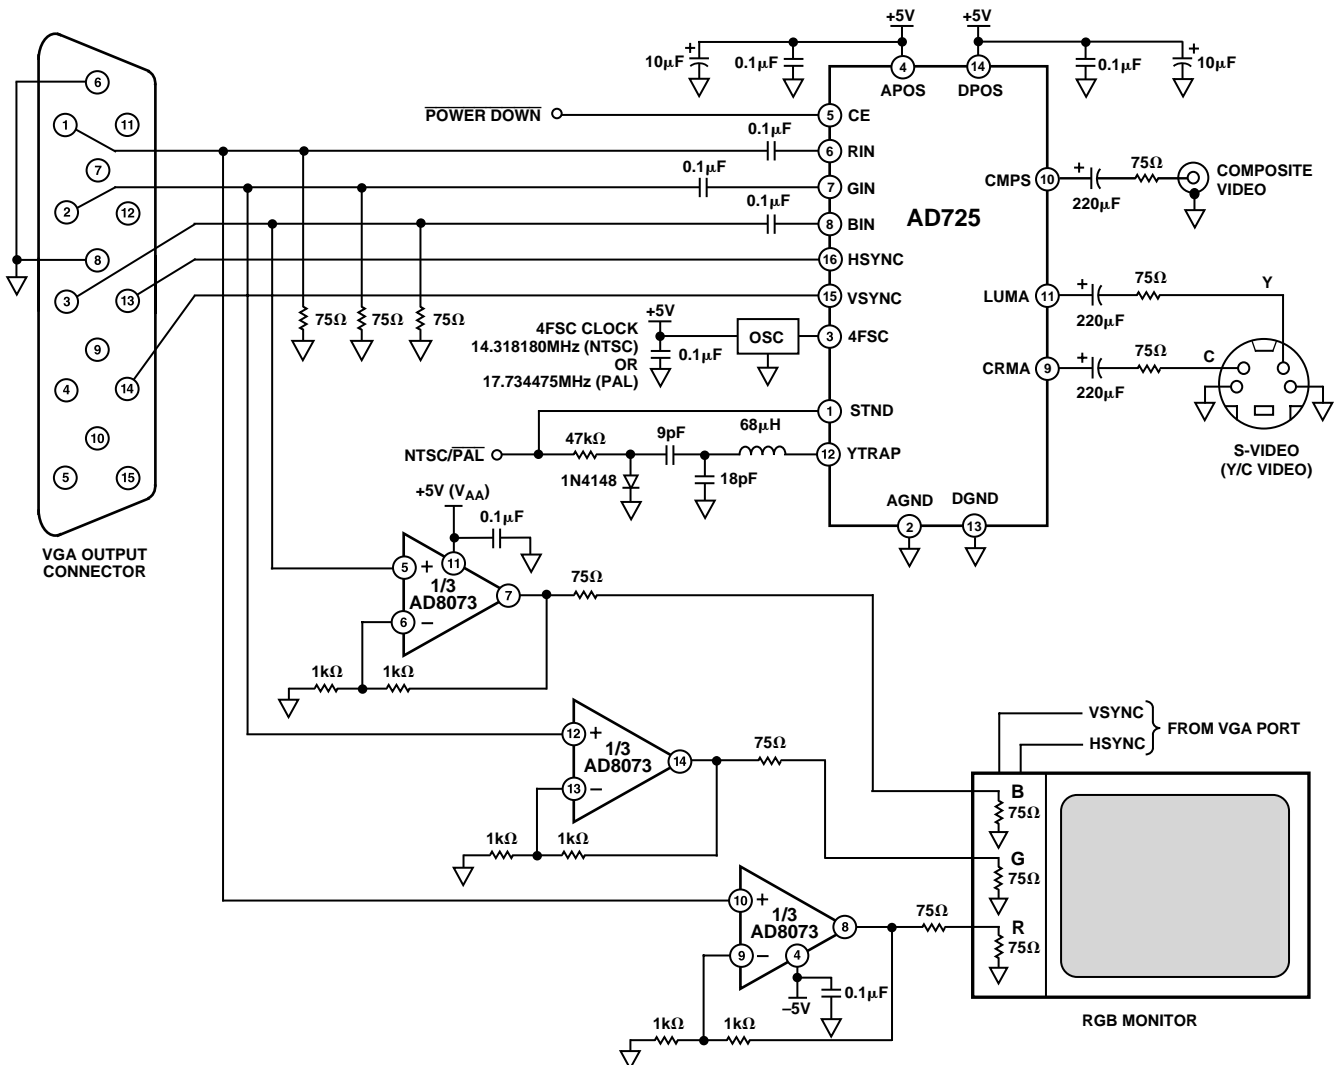 +5V
+5V
10µF
+
0.1µF
4
APOS
14
DPOS
0.1µF
+
10µF
6
1
11
7
2
12
8
3
13
9
4
14
10
5
15
VGA OUTPUT
CONNECTOR
POWER DOWN
5 CE
0.1µF
6 RIN
0.1µF
7 GIN
0.1µF
8 BIN
16 HSYNC
15 VSYNC
3 4FSC
1 STND
12 YTRAP
AD725
CMPS 10
LUMA 11
CRMA 9
AGND
2
DGND
13
+
220µF
75Ω
COMPOSITE
VIDEO
+
220µF
75Ω
Y
+
220µF
75Ω
C
S-VIDEO
(Y/C VIDEO)
75Ω
75Ω
75Ω
4FSC CLOCK
14.318180MHz (NTSC)
OR
17.734475MHz (PAL)
+5V
0.1µF
OSC
NTSC/PAL
47kΩ
1N4148
9pF
18pF
68µH
+5V (VAA)
0.1µF
5 +
11
1/3
AD8073
6 –
7
75Ω
1kΩ
1kΩ
12 +
1/3
AD8073
13 –
14
75Ω
1kΩ
1kΩ
10 +
1/3
AD8073
9 –
4
8
75Ω
–5V
0.1µF
1kΩ
1kΩ
VSYNC
HSYNC
FROM VGA PORT
B
75Ω
G
75Ω
R
75Ω
RGB MONITOR